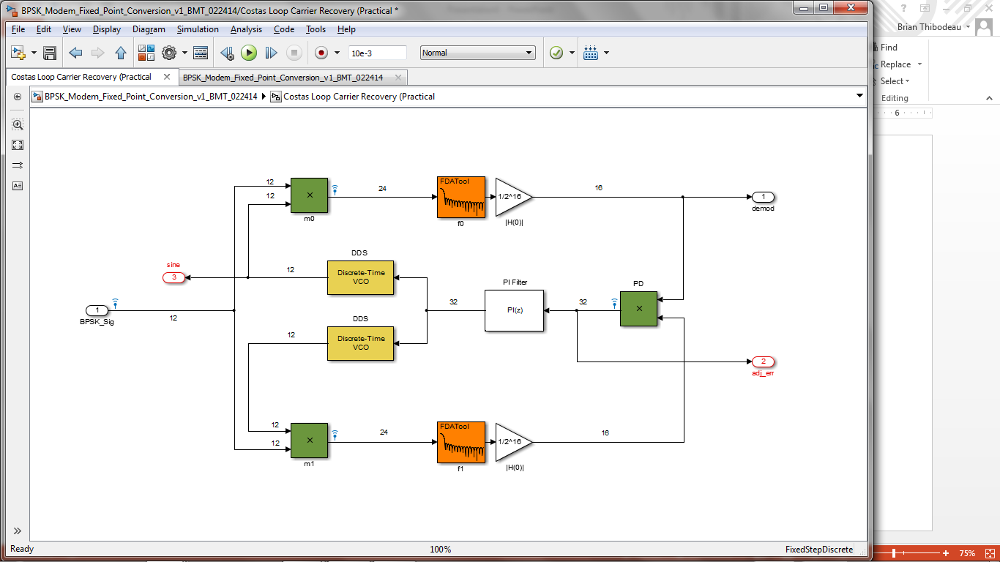 BPSK_Modem_Fixed_Point_Conversion_v1_BMT_022414/Costas Loop Carrier Recovery (Practical *
File Edit View Display Diagram Simulation Analysis Code Tools Help
10e-3 Normal
Costas Loop Carrier Recovery (Practical
BPSK_Modem_Fixed_Point_Conversion_v1_BMT_022414
BPSK_Modem_Fixed_Point_Conversion_v1_BMT_022414 Costas Loop Carrier Recovery (Practical
Brian Thibodeau
Find
Replace
Select
Editing
6
12
12
×
m0
24
FDATool
f0
1/2^16
|H(0)|
16
1
demod
sine
3
12
DDS
Discrete-Time
VCO
1
BPSK_Sig
12
32
PI Filter
PI(z)
32
PD
×
DDS
Discrete-Time
VCO
12
2
adj_err
12
12
×
m1
24
FDATool
f1
1/2^16
|H(0)|
16
Ready 100% FixedStepDiscrete
75%